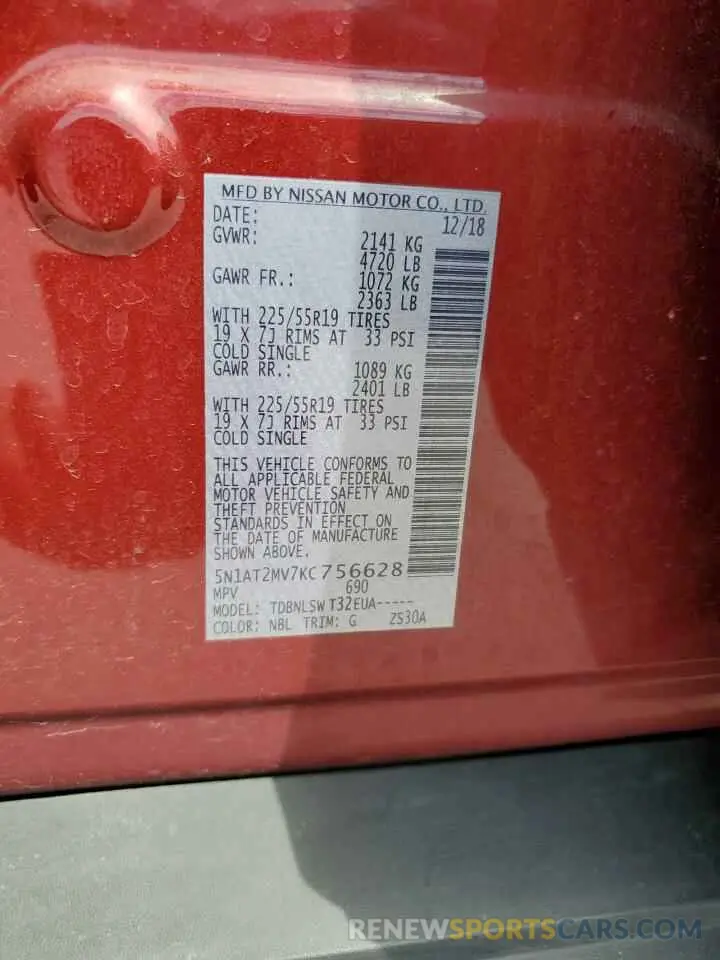 MFD BY NISSAN MOTOR CO., LTD.
DATE: 12/18
GVWR: 2141 KG
4720 LB
GAWR FR.: 1072 KG
2363 LB
WITH 225/55R19 TIRES
19 X 7J RIMS AT 33 PSI
COLD SINGLE
GAWR RR.: 1089 KG
2401 LB
WITH 225/55R19 TIRES
19 X 7J RIMS AT 33 PSI
COLD SINGLE
THIS VEHICLE CONFORMS TO
ALL APPLICABLE FEDERAL
MOTOR VEHICLE SAFETY AND
THEFT PREVENTION
STANDARDS IN EFFECT ON
THE DATE OF MANUFACTURE
SHOWN ABOVE.
5N1AT2MV7KC756628
MPV 690
MODEL: TDBNLSW T32EUA-----
COLOR: NBL TRIM: G ZS30A
RENEWSPORTSCARS.COM